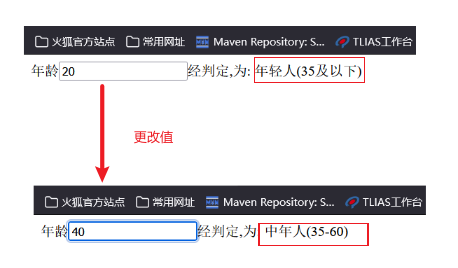 火狐官方站点 常用网址 Maven Repository: S... TLIAS工作台
年龄 20 经判定,为: 年轻人(35及以下)
更改值
火狐官方站点 常用网址 Maven Repository: S... TLIAS工作台
年龄 40 经判定,为 中年人(35-60)